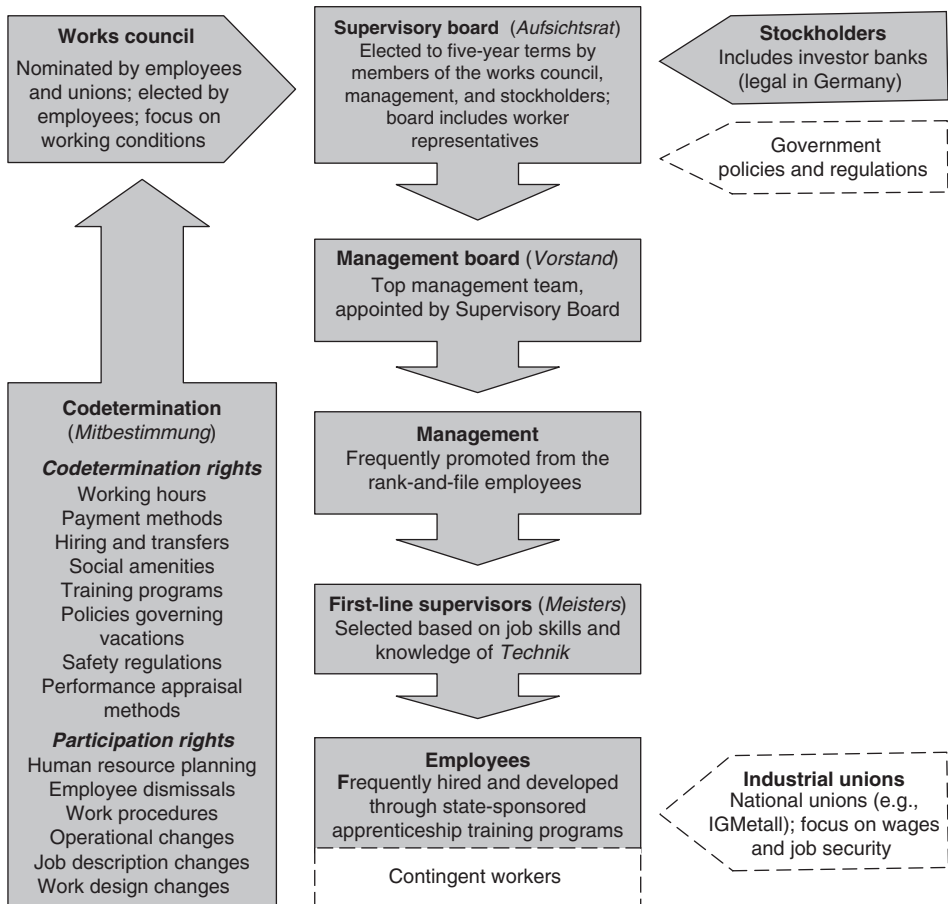 Works council
Nominated by employees
and unions; elected by
employees; focus on
working conditions
Supervisory board (Aufsichtsrat)
Elected to five-year terms by
members of the works council,
management, and stockholders;
board includes worker
representatives
Stockholders
Includes investor banks
(legal in Germany)
Government
policies and regulations
Management board (Vorstand)
Top management team,
appointed by Supervisory Board
Management
Frequently promoted from the
rank-and-file employees
First-line supervisors (Meisters)
Selected based on job skills and
knowledge of Technik
Employees
Frequently hired and developed
through state-sponsored
apprenticeship training programs
Contingent workers
Industrial unions
National unions (e.g.,
IGMetall); focus on wages
and job security
Codetermination
(Mitbestimmung)
Codetermination rights
Working hours
Payment methods
Hiring and transfers
Social amenities
Training programs
Policies governing
vacations
Safety regulations
Performance appraisal
methods
Participation rights
Human resource planning
Employee dismissals
Work procedures
Operational changes
Job description changes
Work design changes